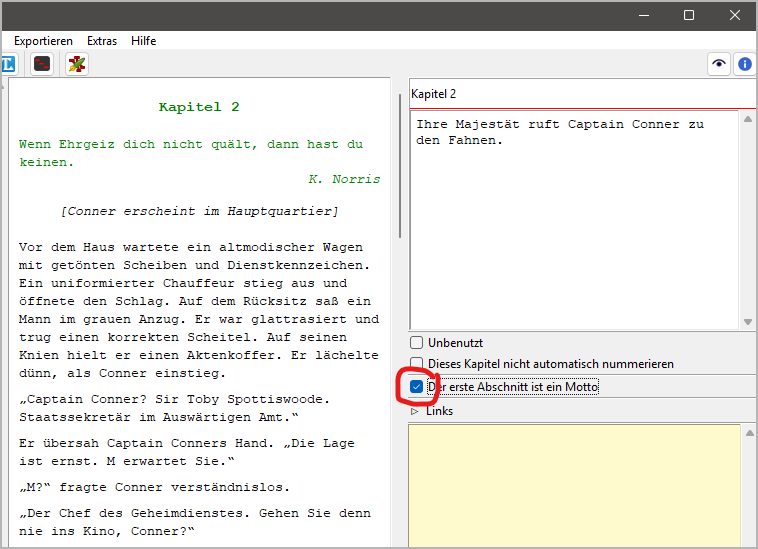 Exportieren Extras Hilfe
Kapitel 2
Wenn Ehrgeiz dich nicht quält, dann hast du
keinen.
K. Norris
[Conner erscheint im Hauptquartier]
Vor dem Haus wartete ein altmodischer Wagen
mit getönten Scheiben und Dienstkennzeichen.
Ein uniformierter Chauffeur stieg aus und
öffnete den Schlag. Auf dem Rücksitz saß ein
Mann im grauen Anzug. Er war glattrasiert und
trug einen korrekten Scheitel. Auf seinen
Knien hielt er einen Aktenkoffer. Er lächelte
dünn, als Conner einstieg.
„Captain Conner? Sir Toby Spottiswoode.
Staatssekretär im Auswärtigen Amt.“
Er übersah Captain Conners Hand. „Die Lage
ist ernst. M erwartet Sie.“
„M?“ fragte Conner verständnislos.
„Der Chef des Geheimdienstes. Gehen Sie denn
nie ins Kino, Conner?“
Kapitel 2
Ihre Majestät ruft Captain Conner zu
den Fahnen.
Unbenutzt
Dieses Kapitel nicht automatisch nummerieren
Der erste Abschnitt ist ein Motto
Links